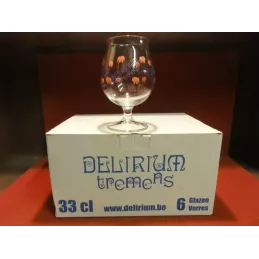 DELIRIUM
tremens
33 cl www.delirium.be 6 Glazen
Verres